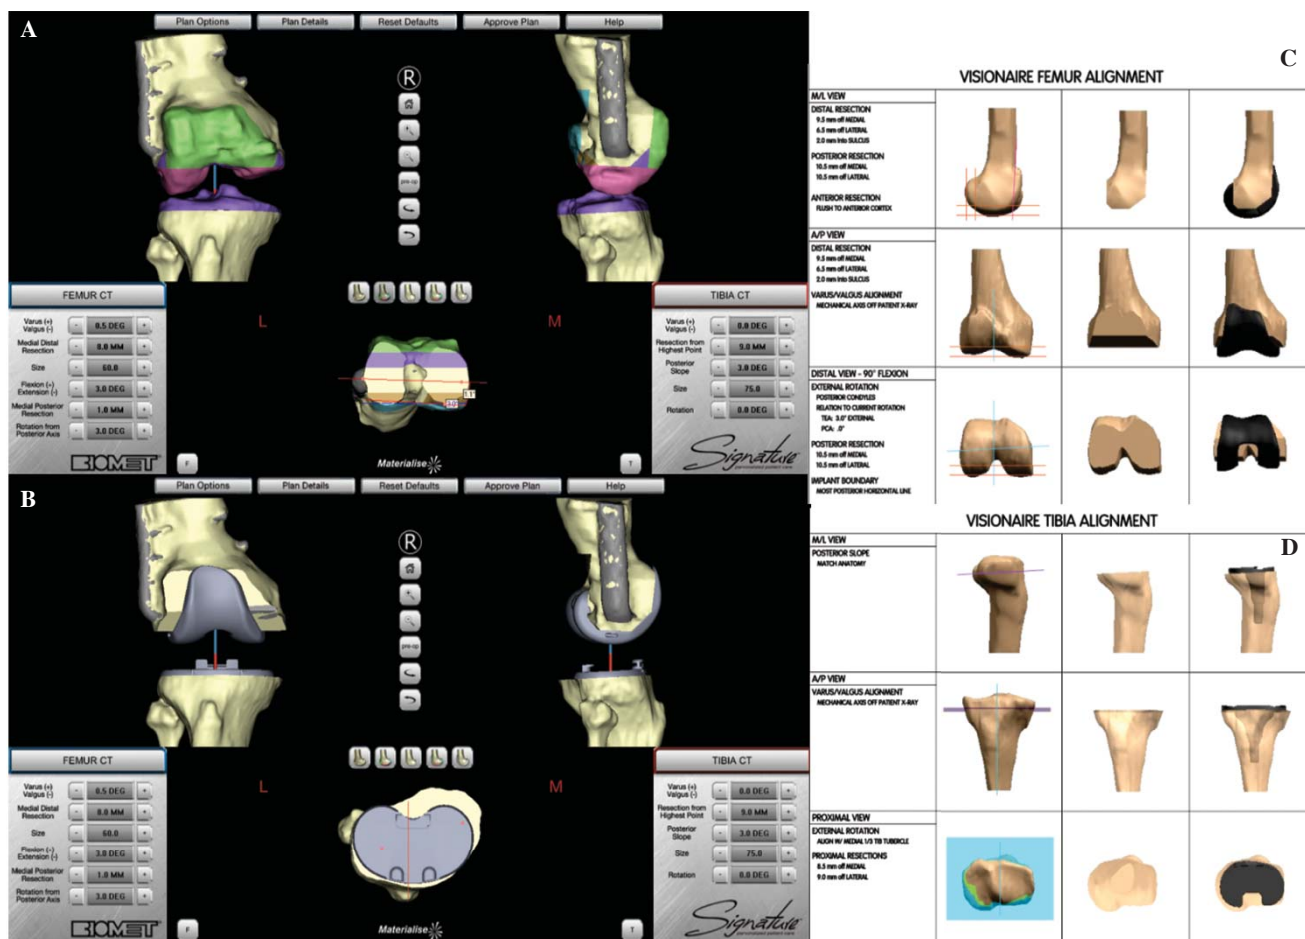 A
Plan Options Plan Details Reset Defaults Approve Plan Help
R
pre-op
FEMUR CT
Varus (+)
Valgus (-)
- 0.5 DEG +
Medial Distal
Resection
- 8.0 MM +
Size
- 60.0 +
Flexion (+)
Extension (-)
- 3.0 DEG +
Medial Posterior
Resection
- 1.0 MM +
Rotation from
Posterior Axis
- 3.0 DEG +
BIOMET
L
M
F
Materialise
T
TIBIA CT
Varus (+)
Valgus (-)
- 0.0 DEG +
Resection from
Highest Point
- 9.0 MM +
Posterior
Slope
- 3.0 DEG +
Size
- 75.0 +
Rotation
- 0.0 DEG +
Signature
personalized patient care
B
Plan Options Plan Details Reset Defaults Approve Plan Help
R
pre-op
FEMUR CT
Varus (+)
Valgus (-)
- 0.5 DEG +
Medial Distal
Resection
- 8.0 MM +
Size
- 60.0 +
Flexion (+)
Extension (-)
- 3.0 DEG +
Medial Posterior
Resection
- 1.0 MM +
Rotation from
Posterior Axis
- 3.0 DEG +
BIOMET
L
M
F
Materialise
T
TIBIA CT
Varus (+)
Valgus (-)
- 0.0 DEG +
Resection from
Highest Point
- 9.0 MM +
Posterior
Slope
- 3.0 DEG +
Size
- 75.0 +
Rotation
- 0.0 DEG +
Signature
personalized patient care
C
VISIONAIRE FEMUR ALIGNMENT
M/L VIEW
DISTAL RESECTION
9.5 mm off MEDIAL
6.5 mm off LATERAL
2.0 mm into SULCUS
POSTERIOR RESECTION
10.5 mm off MEDIAL
10.5 mm off LATERAL
ANTERIOR RESECTION
FLUSH TO ANTERIOR CORTEX
A/P VIEW
DISTAL RESECTION
9.5 mm off MEDIAL
6.5 mm off LATERAL
2.0 mm into SULCUS
VARUS/VALGUS ALIGNMENT
MECHANICAL AXIS OFF PATIENT X-RAY
DISTAL VIEW - 90° FLEXION
EXTERNAL ROTATION
POSTERIOR CONDYLES
RELATION TO CURRENT ROTATION
TEA: 3.0° EXTERNAL
PCA: .0°
POSTERIOR RESECTION
10.5 mm off MEDIAL
10.5 mm off LATERAL
IMPLANT BOUNDARY
MOST POSTERIOR HORIZONTAL LINE
VISIONAIRE TIBIA ALIGNMENT
D
M/L VIEW
POSTERIOR SLOPE
MATCH ANATOMY
A/P VIEW
VARUS/VALGUS ALIGNMENT
MECHANICAL AXIS OFF PATIENT X-RAY
PROXIMAL VIEW
EXTERNAL ROTATION
ALIGN W/ MEDIAL 1/3 TIB TUBERCLE
PROXIMAL RESECTIONS
8.5 mm off MEDIAL
9.0 mm off LATERAL